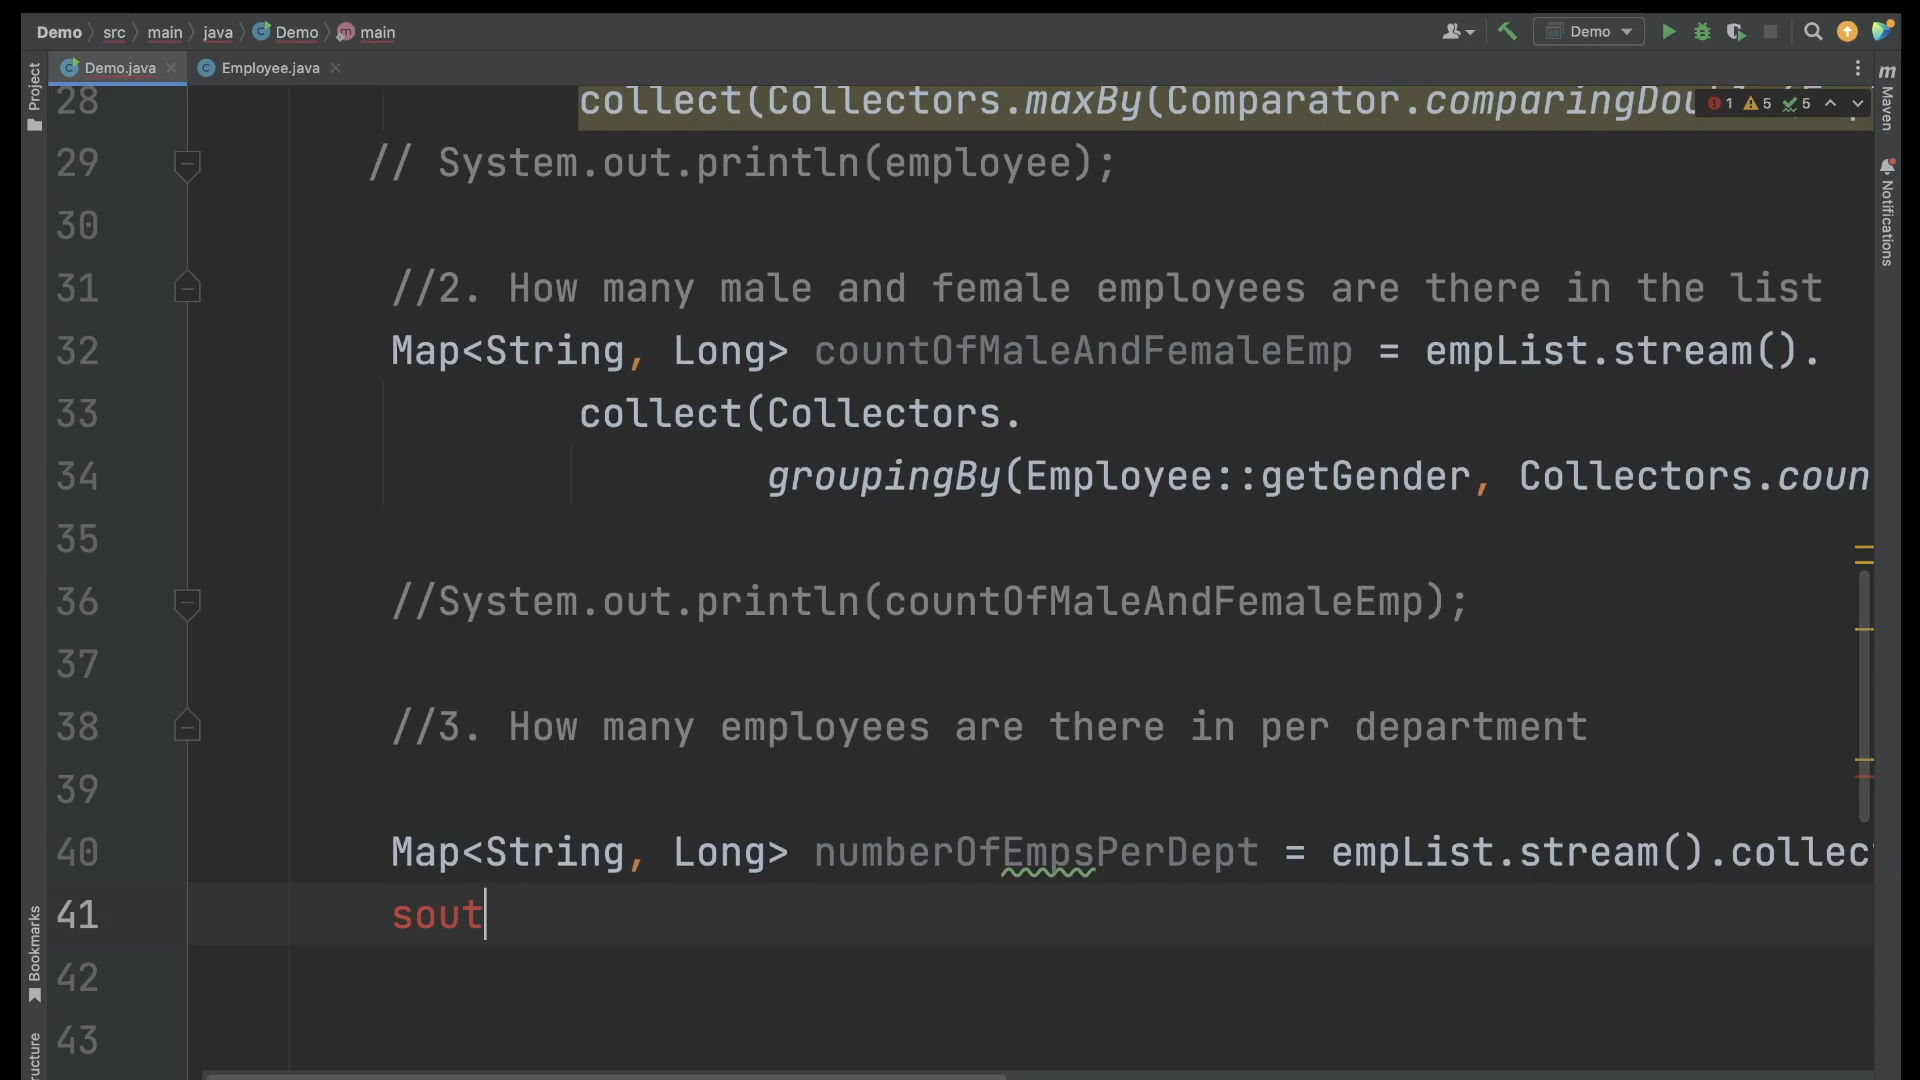 Demo src main java Demo main
Demo
Demo.java Employee.java
Project
Maven
Notifications
Bookmarks
1 5 5
28 collect(Collectors.maxBy(Comparator.
29 // System.out.println(employee);
30
31 //2. How many male and female employees are there in the list
32 Map<String, Long> countOfMaleAndFemaleEmp = empList.stream().
33 collect(Collectors.
34 groupingBy(Employee::getGender, Collectors.coun
35
36 //System.out.println(countOfMaleAndFemaleEmp);
37
38 //3. How many employees are there in per department
39
40 Map<String, Long> numberOfEmpsPerDept = empList.stream().collec
41 sout
42
43